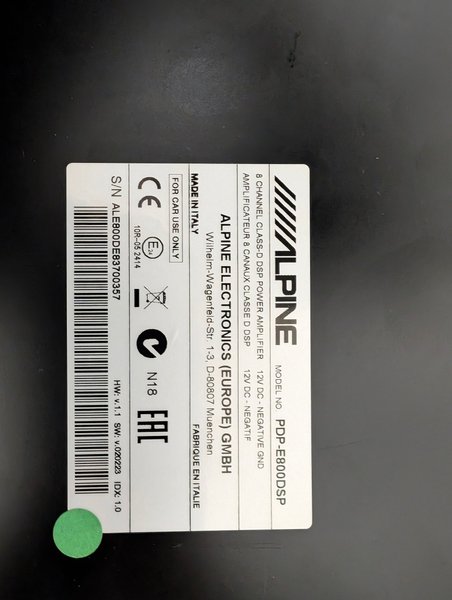 ALPINE
MODEL NO. PDP-E800DSP
8 CHANNEL CLASS-D DSP POWER AMPLIFIER 12V DC - NEGATIVE GND
AMPLIFICATEUR 8 CANAUX CLASSE D DSP 12V DC - NEGATIF
ALPINE ELECTRONICS (EUROPE) GMBH
Wilhelm-Wagenfeld-Str. 1-3, D-80807 Muenchen
MADE IN ITALY FABRIQUE EN ITALIE
FOR CAR USE ONLY
CE E24 N18 EAC
10R-05 2414
S/N ALE800DE83700357
HW: v.1.1 SW: v.020223 IDX: 1.0